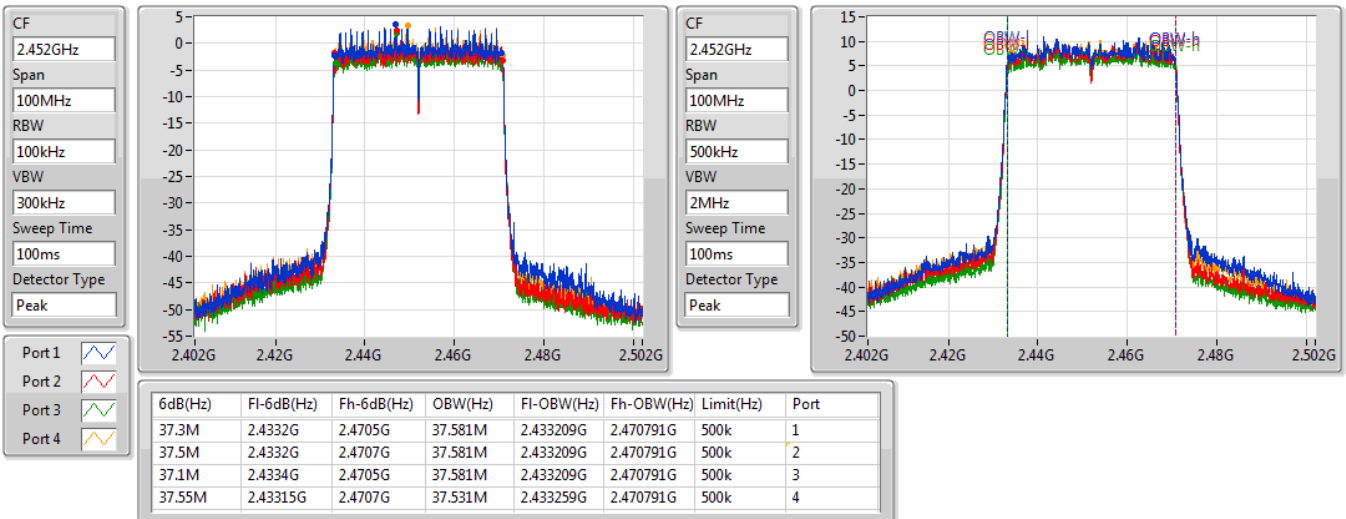 CF
2.452GHz
Span
100MHz
RBW
100kHz
VBW
300kHz
Sweep Time
100ms
Detector Type
Peak
5
0
-5
-10
-15
-20
-25
-30
-35
-40
-45
-50
-55
2.402G 2.42G 2.44G 2.46G 2.48G 2.502G
CF
2.452GHz
Span
100MHz
RBW
500kHz
VBW
2MHz
Sweep Time
100ms
Detector Type
Peak
15
10
5
0
-5
-10
-15
-20
-25
-30
-35
-40
-45
-50
OBW-l OBW-h
2.402G 2.42G 2.44G 2.46G 2.48G 2.502G
Port 1
Port 2
Port 3
Port 4
6dB(Hz) Fl-6dB(Hz) Fh-6dB(Hz) OBW(Hz) Fl-OBW(Hz) Fh-OBW(Hz) Limit(Hz) Port
37.3M 2.4332G 2.4705G 37.581M 2.433209G 2.470791G 500k 1
37.5M 2.4332G 2.4707G 37.581M 2.433209G 2.470791G 500k 2
37.1M 2.4334G 2.4705G 37.581M 2.433209G 2.470791G 500k 3
37.55M 2.43315G 2.4707G 37.531M 2.433259G 2.470791G 500k 4